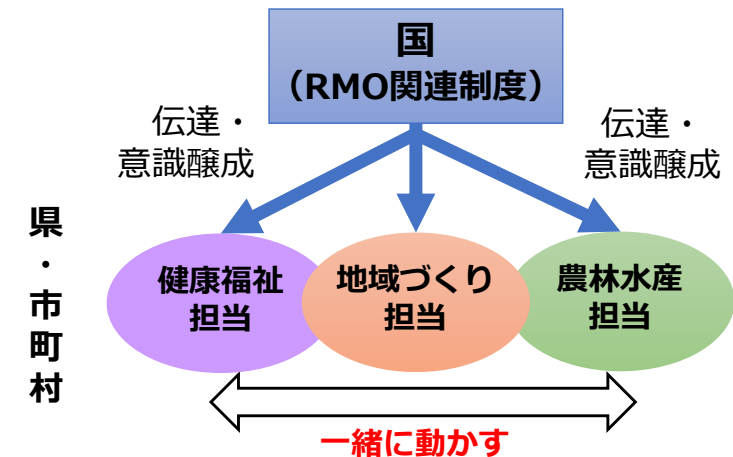 国
（RMO関連制度）
伝達・
意識醸成
伝達・
意識醸成
県・市町村
健康福祉
担当
地域づくり
担当
農林水産
担当
一緒に動かす